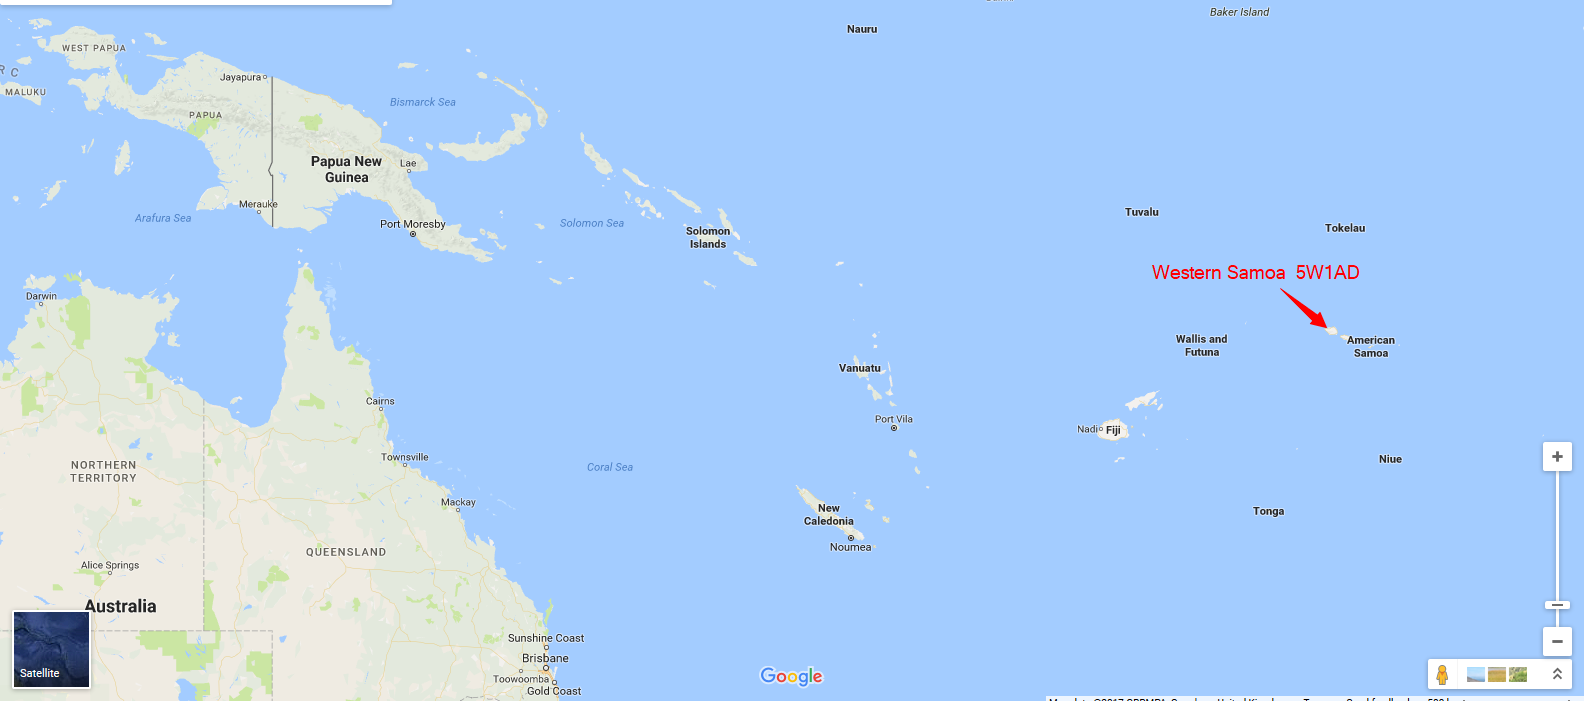 Baker Island
Nauru
WEST PAPUA
R C
Jayapura
MALUKU
Bismarck Sea
PAPUA
Papua New
Guinea
Lae
Merauke
Arafura Sea
Port Moresby
Solomon Sea
Solomon
Islands
Tuvalu
Tokelau
Western Samoa 5W1AD
Darwin
Wallis and
Futuna
American
Samoa
Vanuatu
Cairns
Port Vila
Nadi
Fiji
Townsville
Coral Sea
Niue
NORTHERN
TERRITORY
Mackay
New
Caledonia
Tonga
Noumea
QUEENSLAND
Alice Springs
Australia
Sunshine Coast
Brisbane
Satellite
Toowoomba
Gold Coast
Google